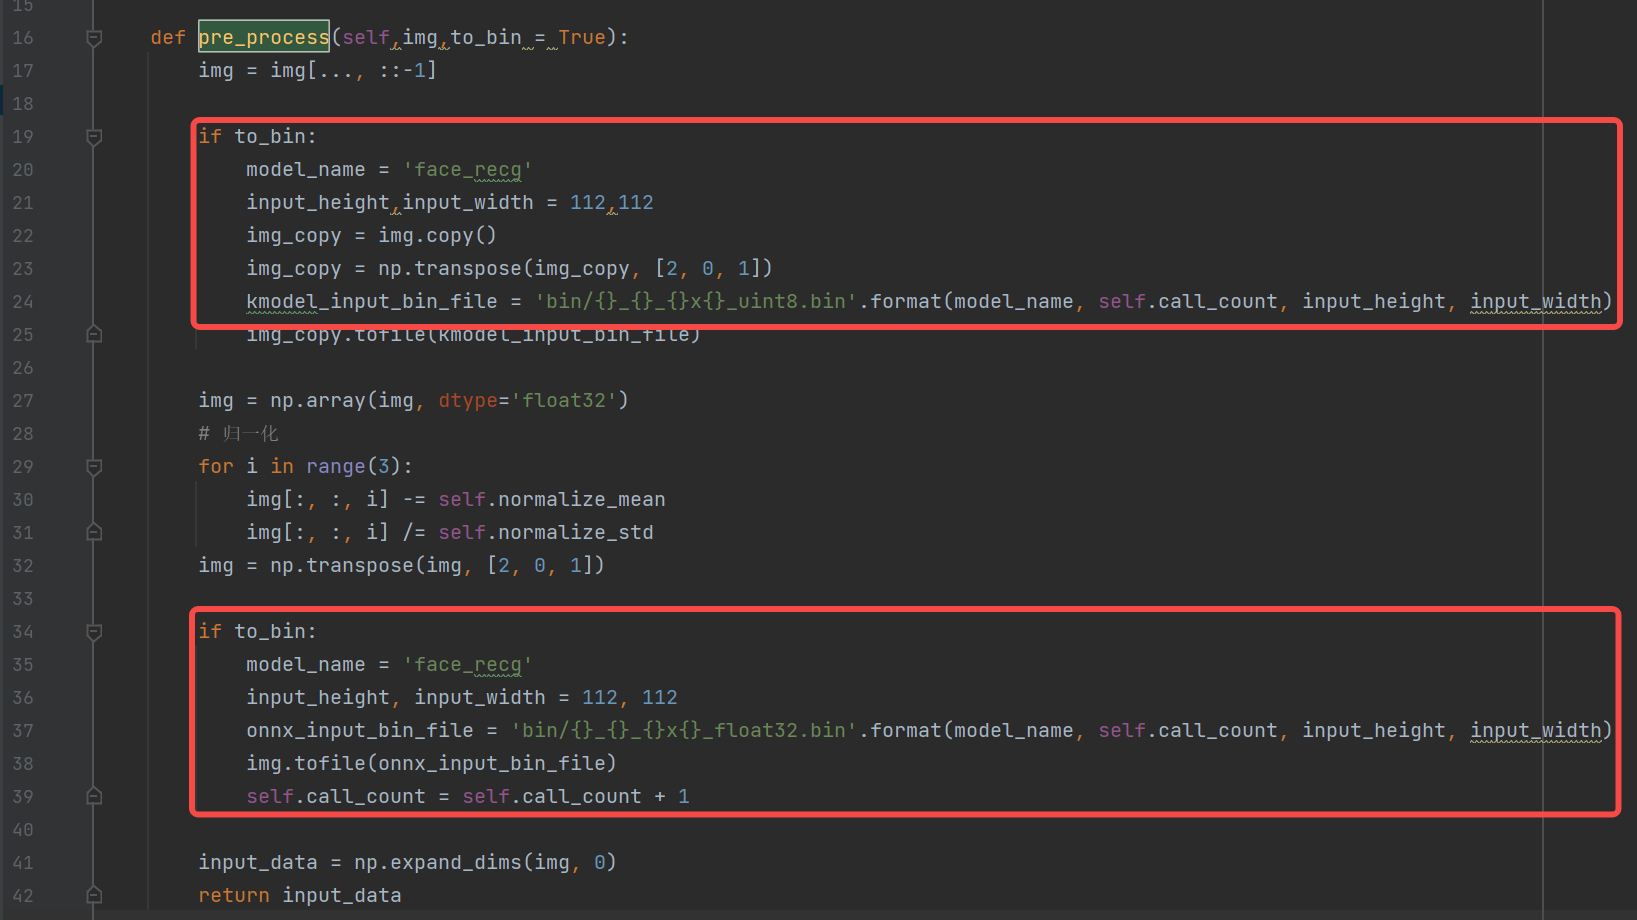 15
16 def pre_process(self,img,to_bin = True):
17 img = img[..., ::-1]
18
19 if to_bin:
20 model_name = 'face_recg'
21 input_height,input_width = 112,112
22 img_copy = img.copy()
23 img_copy = np.transpose(img_copy, [2, 0, 1])
24 kmodel_input_bin_file = 'bin/{}_{}_{}x{}_uint8.bin'.format(model_name, self.call_count, input_height, input_width)
25 img_copy.tofile(kmodel_input_bin_file)
26
27 img = np.array(img, dtype='float32')
28 # 归一化
29 for i in range(3):
30 img[:, :, i] -= self.normalize_mean
31 img[:, :, i] /= self.normalize_std
32 img = np.transpose(img, [2, 0, 1])
33
34 if to_bin:
35 model_name = 'face_recg'
36 input_height, input_width = 112, 112
37 onnx_input_bin_file = 'bin/{}_{}_{}x{}_float32.bin'.format(model_name, self.call_count, input_height, input_width)
38 img.tofile(onnx_input_bin_file)
39 self.call_count = self.call_count + 1
40
41 input_data = np.expand_dims(img, 0)
42 return input_data